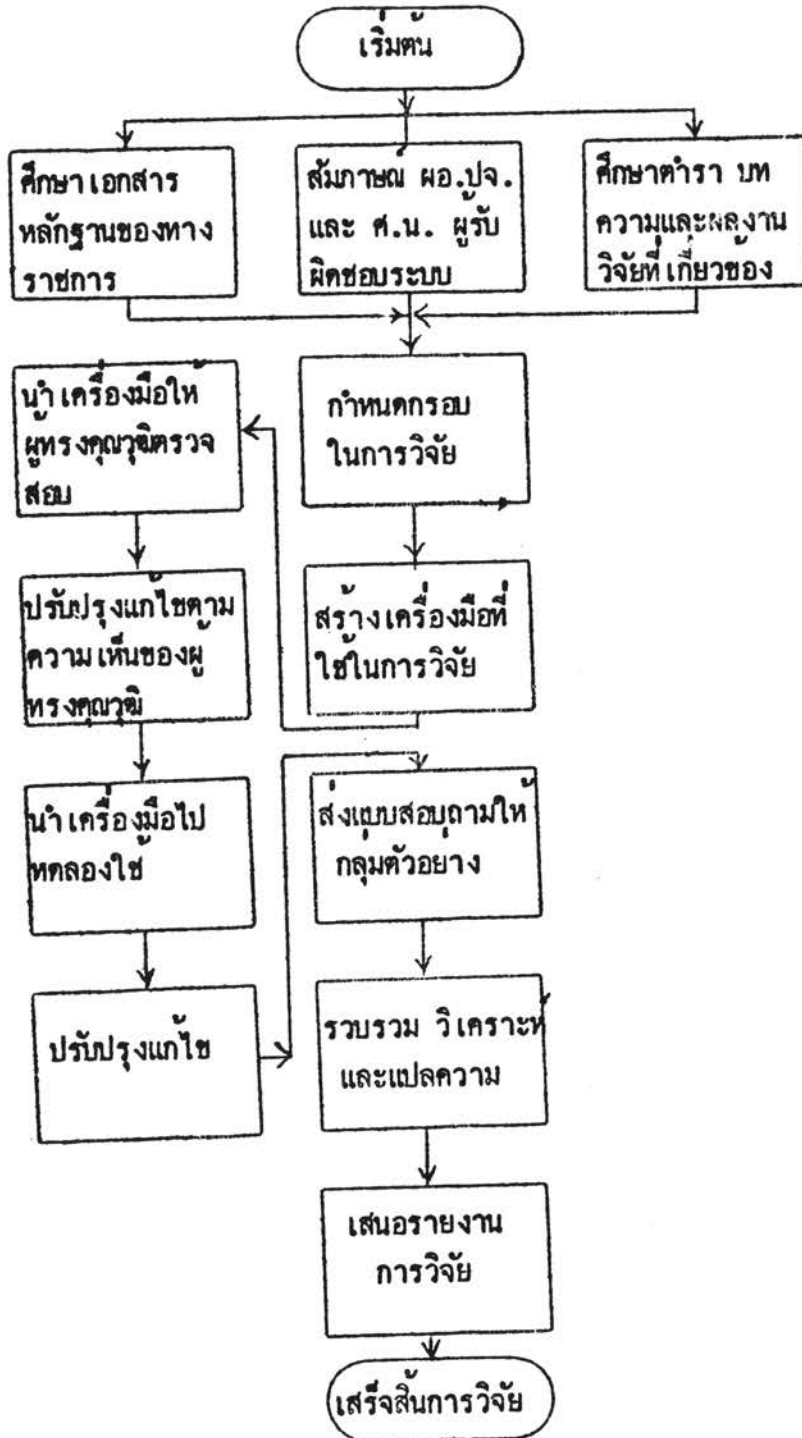 เริ่มต้น
ศึกษาเอกสาร
หลักฐานของทาง
ราชการ
สัมภาษณ์ ผอ.ปจ.
และ ศ.น. ผู้รับ
ผิดชอบระบบ
ศึกษาตำรา บท
ความและผลงาน
วิจัยที่เกี่ยวข้อง
กำหนดกรอบ
ในการวิจัย
สร้างเครื่องมือที่
ใช้ในการวิจัย
นำเครื่องมือให้
ผู้ทรงคุณวุฒิตรวจ
สอบ
ปรับปรุงแก้ไขตาม
ความเห็นของผู้
ทรงคุณวุฒิ
นำเครื่องมือไป
ทดลองใช้
ปรับปรุงแก้ไข
ส่งแบบสอบถามให้
กลุ่มตัวอย่าง
รวบรวม วิเคราะห์
และแปลความ
เสนอรายงาน
การวิจัย
เสร็จสิ้นการวิจัย